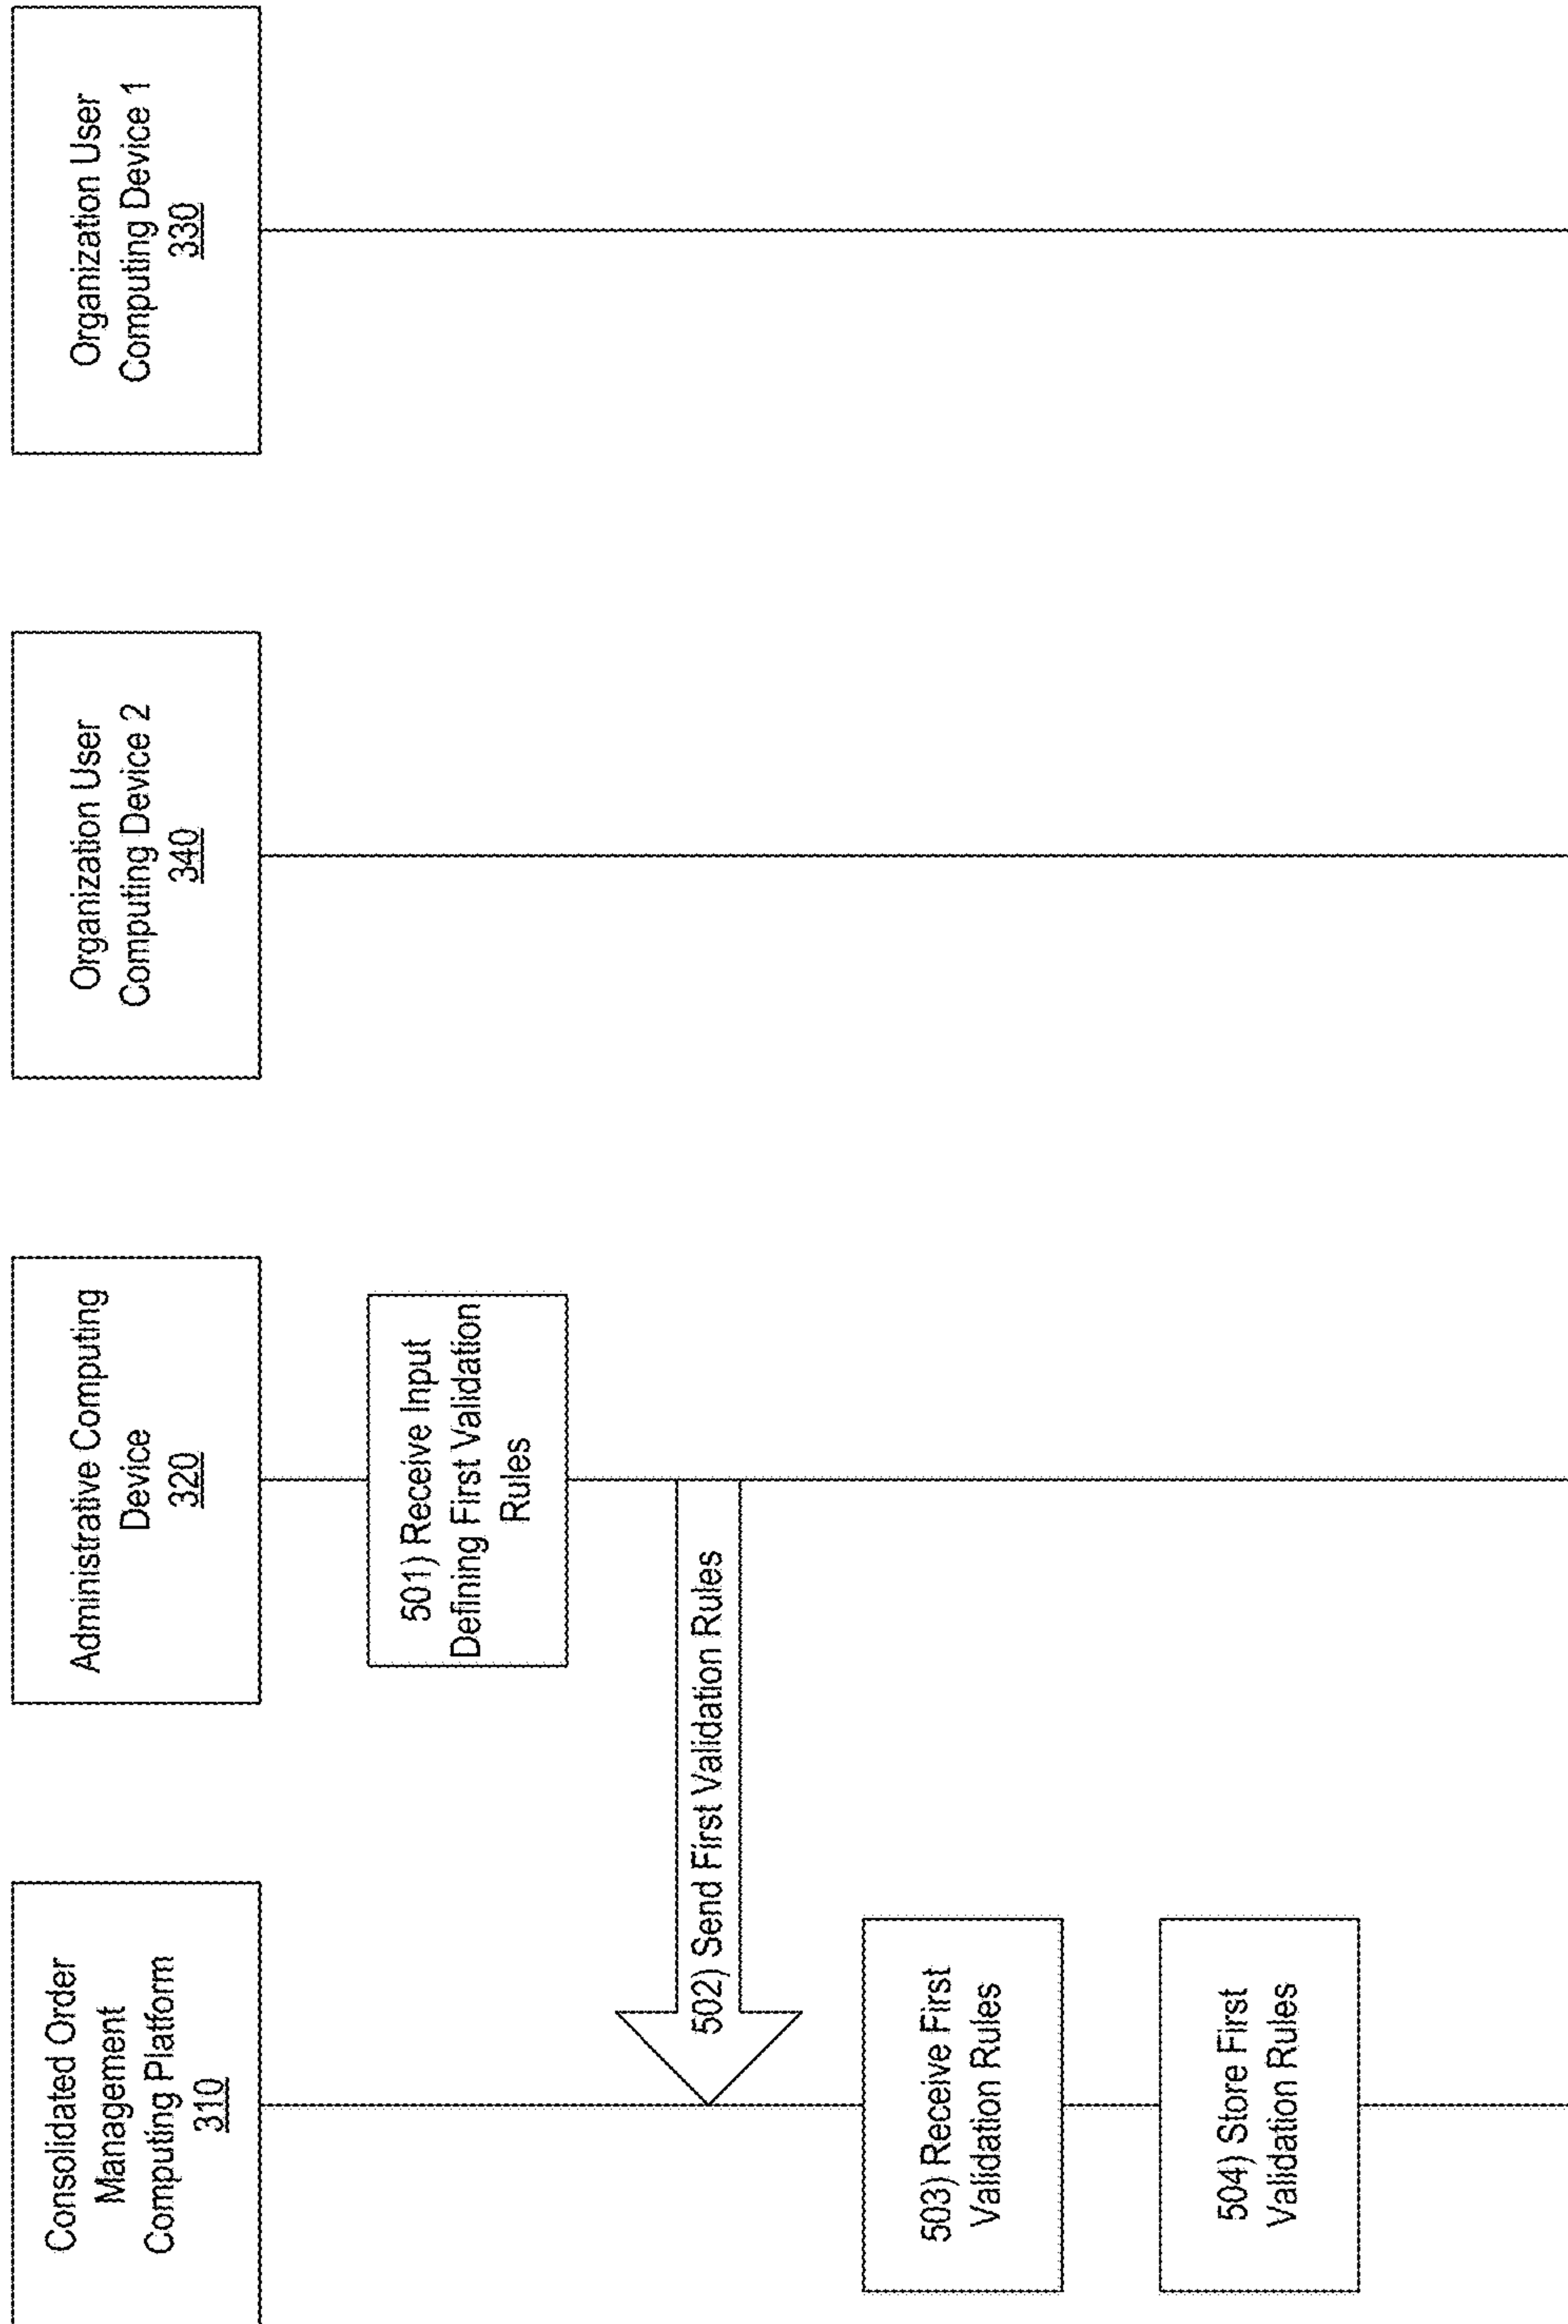 Consolidated Order
Management
Computing Platform
310
Administrative Computing
Device
320
Organization User
Computing Device 2
340
Organization User
Computing Device 1
330
501) Receive Input
Defining First Validation
Rules
502) Send First Validation Rules
503) Receive First
Validation Rules
504) Store First
Validation Rules